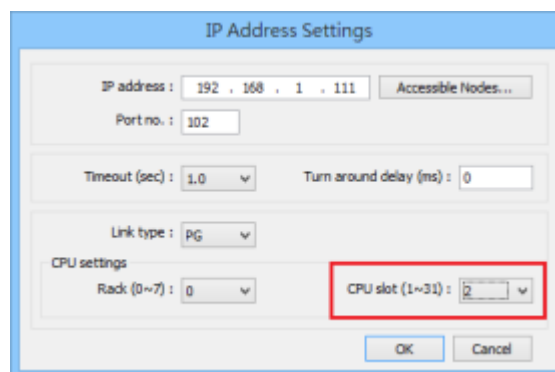 IP Address Settings
IP address : 192 . 168 . 1 . 111 Accessible Nodes...
Port no. : 102
Timeout (sec) : 1.0 Turn around delay (ms) : 0
Link type : PG
CPU settings
Rack (0~7) : 0 CPU slot (1~31) : 2
OK Cancel